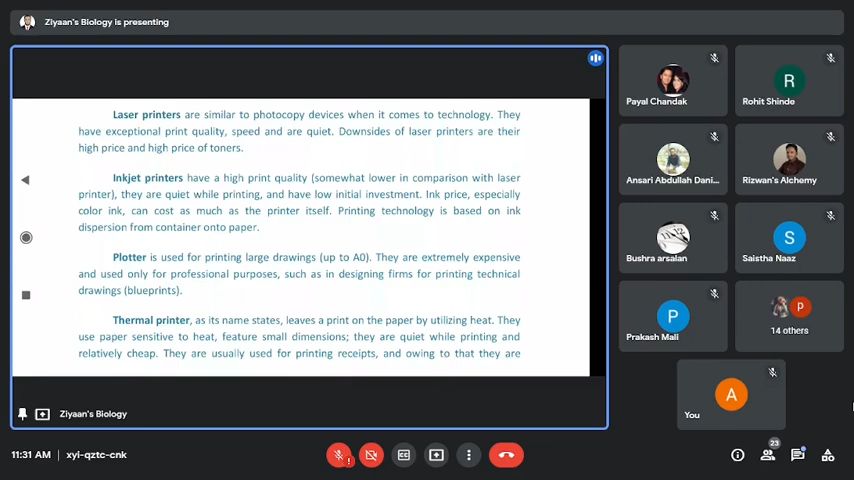 Ziyaan's Biology is presenting
Laser printers are similar to photocopy devices when it comes to technology. They
have exceptional print quality, speed and are quiet. Downsides of laser printers are their
high price and high price of toners.
Inkjet printers have a high print quality (somewhat lower in comparison with laser
printer), they are quiet while printing, and have low initial investment. Ink price, especially
color ink, can cost as much as the printer itself. Printing technology is based on ink
dispersion from container onto paper.
Plotter is used for printing large drawings (up to A0). They are extremely expensive
and used only for professional purposes, such as in designing firms for printing technical
drawings (blueprints).
Thermal printer, as its name states, leaves a print on the paper by utilizing heat. They
use paper sensitive to heat, feature small dimensions; they are quiet while printing and
relatively cheap. They are usually used for printing receipts, and owing to that they are
Ziyaan's Biology
Payal Chandak
R
Rohit Shinde
Ansari Abdullah Dani...
Rizwan's Alchemy
Bushra arsalan
S
Saistha Naaz
P
Prakash Mali
P
14 others
A
You
11:31 AM | xyi-qztc-cnk
23